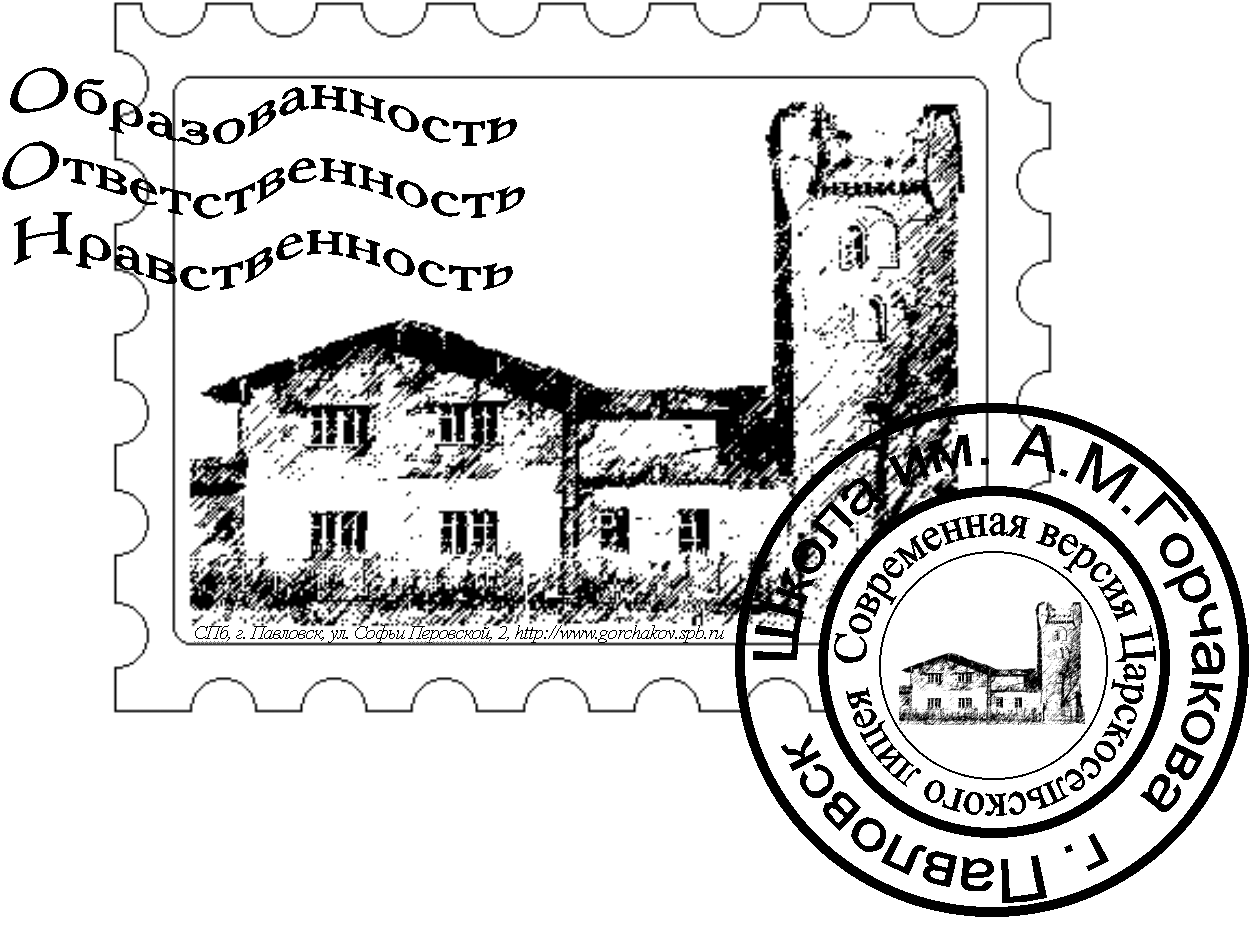 Образованность
Ответственность
Нравственность
СПб, г. Павловск, ул. Софьи Перовской, 2, http://www.gorchakov.spb.ru
Школа им. А.М.Горчакова г. Павловск
Современная версия Царскосельского лицея